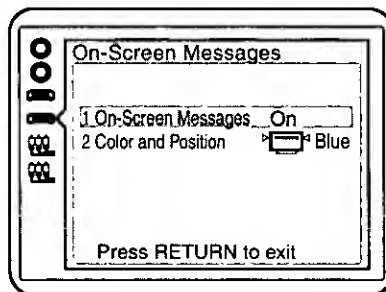 On-Screen Messages
1 On-Screen Messages On
2 Color and Position Blue
Press RETURN to exit